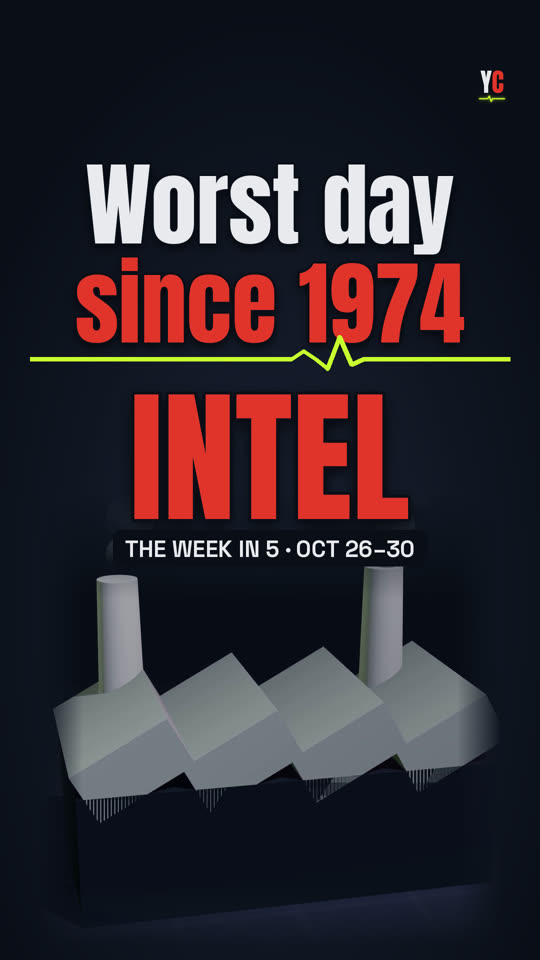 YC
Worst day
since 1974
INTEL
THE WEEK IN 5 • OCT 26–30